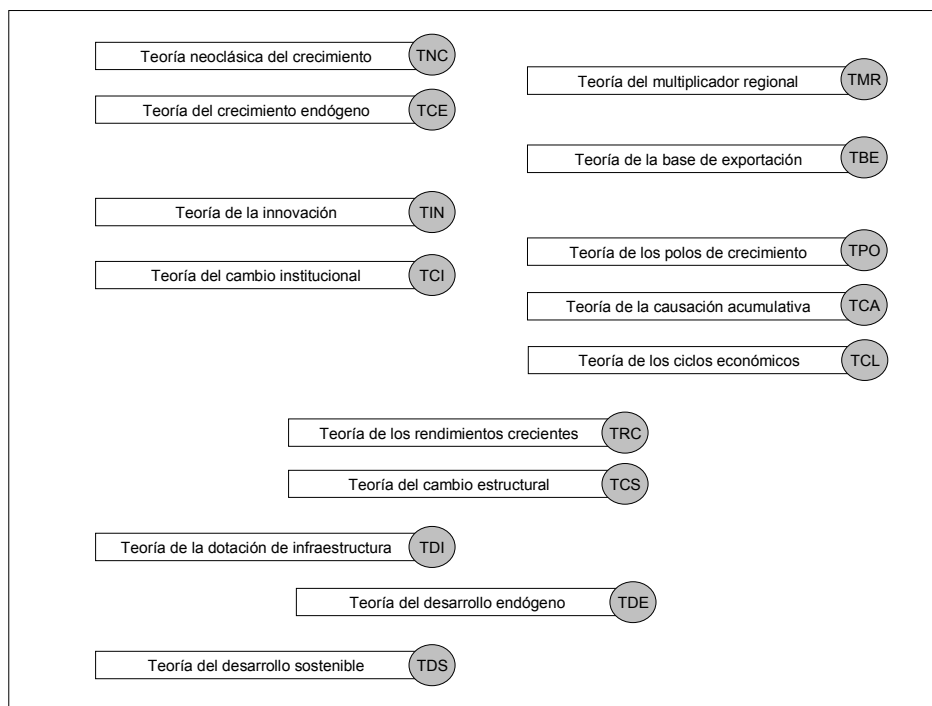 Teoría neoclásica del crecimiento TNC
Teoría del multiplicador regional TMR
Teoría del crecimiento endógeno TCE
Teoría de la base de exportación TBE
Teoría de la innovación TIN
Teoría de los polos de crecimiento TPO
Teoría del cambio institucional TCI
Teoría de la causación acumulativa TCA
Teoría de los ciclos económicos TCL
Teoría de los rendimientos crecientes TRC
Teoría del cambio estructural TCS
Teoría de la dotación de infraestructura TDI
Teoría del desarrollo endógeno TDE
Teoría del desarrollo sostenible TDS